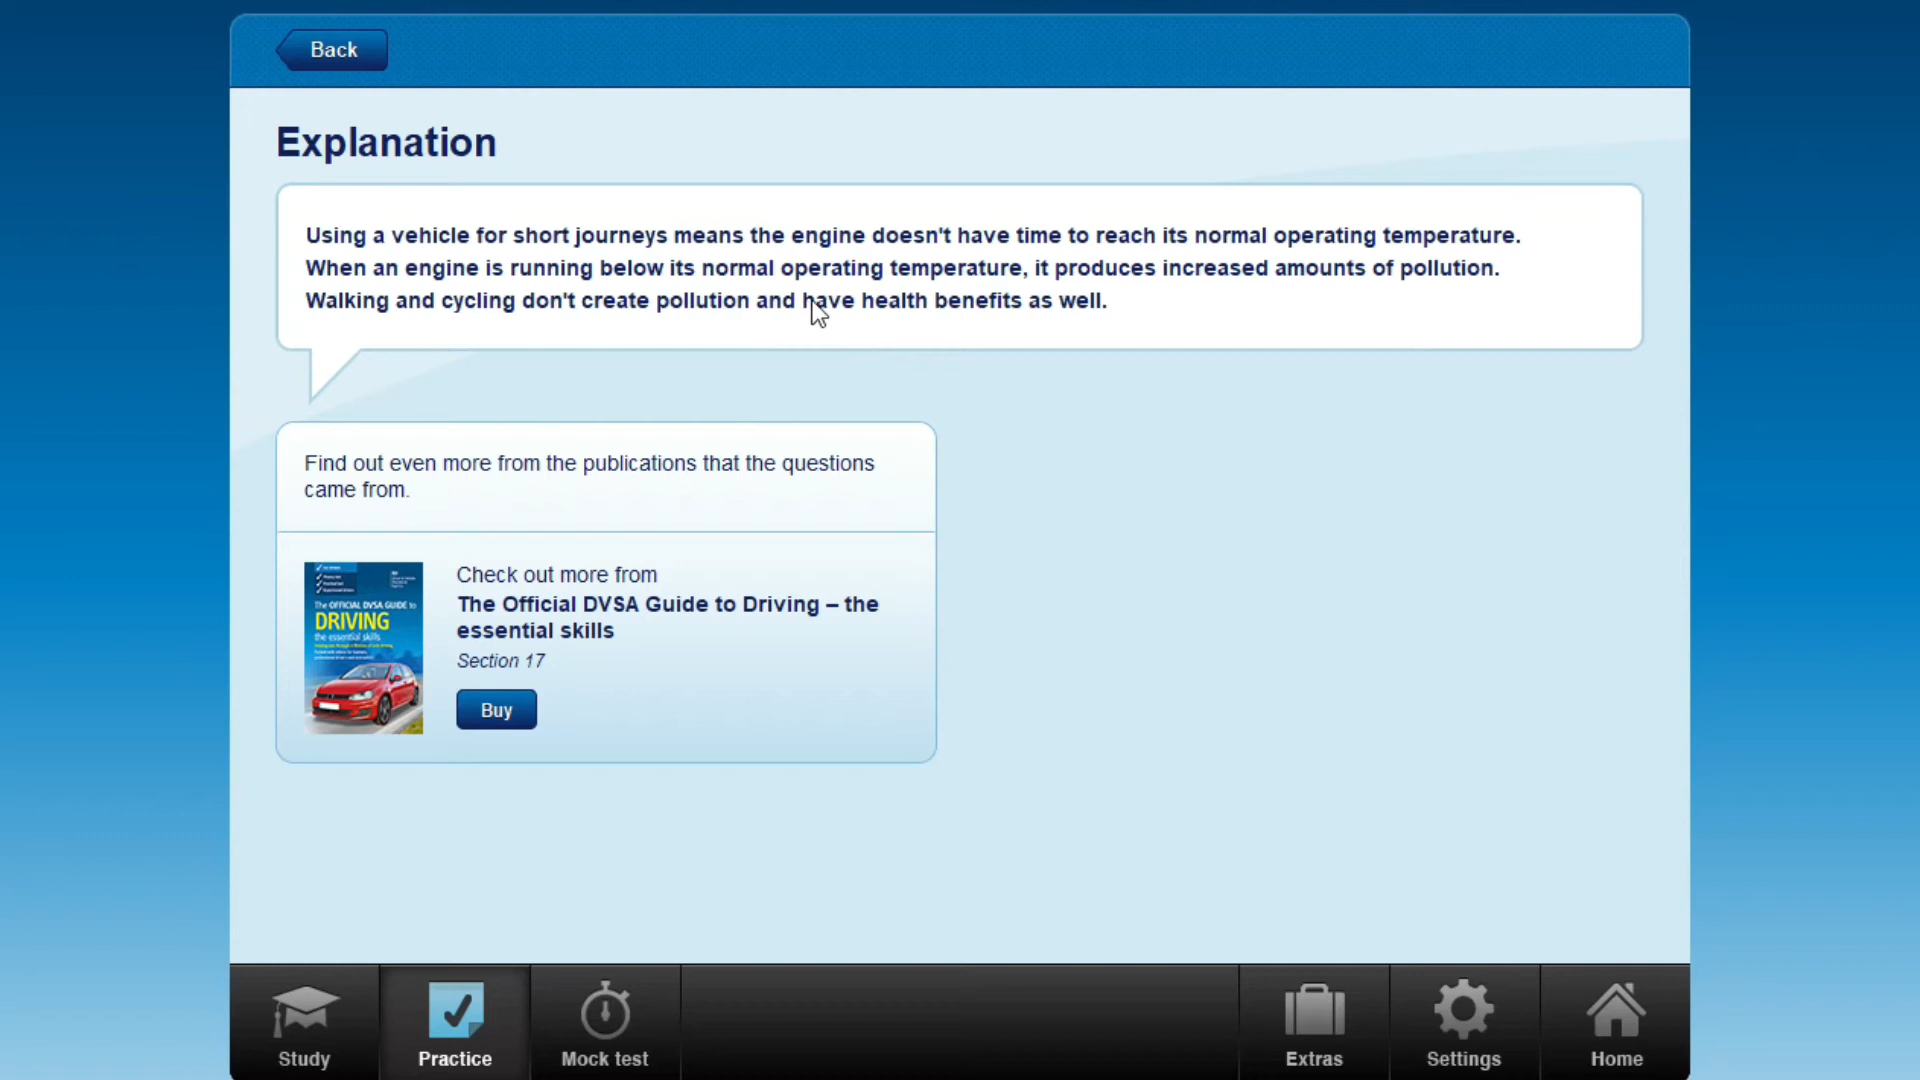 Back
Explanation
Using a vehicle for short journeys means the engine doesn't have time to reach its normal operating temperature.
When an engine is running below its normal operating temperature, it produces increased amounts of pollution.
Walking and cycling don't create pollution and have health benefits as well.
Find out even more from the publications that the questions
came from.
The OFFICIAL DVSA GUIDE to
DRIVING
the essential skills
Check out more from
The Official DVSA Guide to Driving – the
essential skills
Section 17
Buy
Study
Practice
Mock test
Extras
Settings
Home